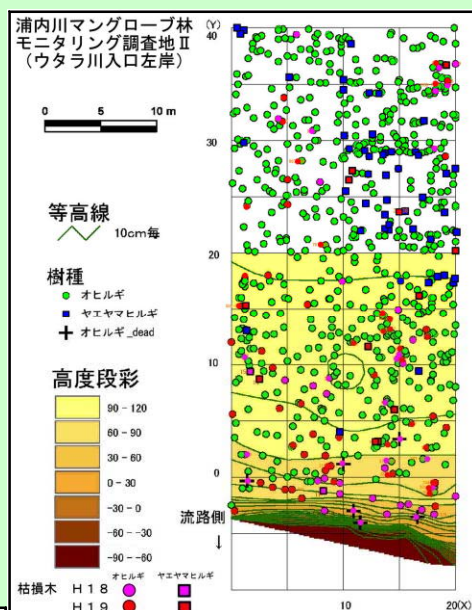 浦内川マングローブ林
モニタリング調査地Ⅱ
(ウタラ川入口左岸)
0 5 10 m
等高線
10cm毎
樹種
オヒルギ
ヤエヤマヒルギ
オヒルギ_dead
高度段彩
90 - 120
60 - 90
30 - 60
0 - 30
-30 - 0
-60 - -30
-90 - -60
オヒルギ ヤエヤマヒルギ
枯損木 H18
H19
(Y)
40
30
20
10
0
流路側
↓
10 20(X)